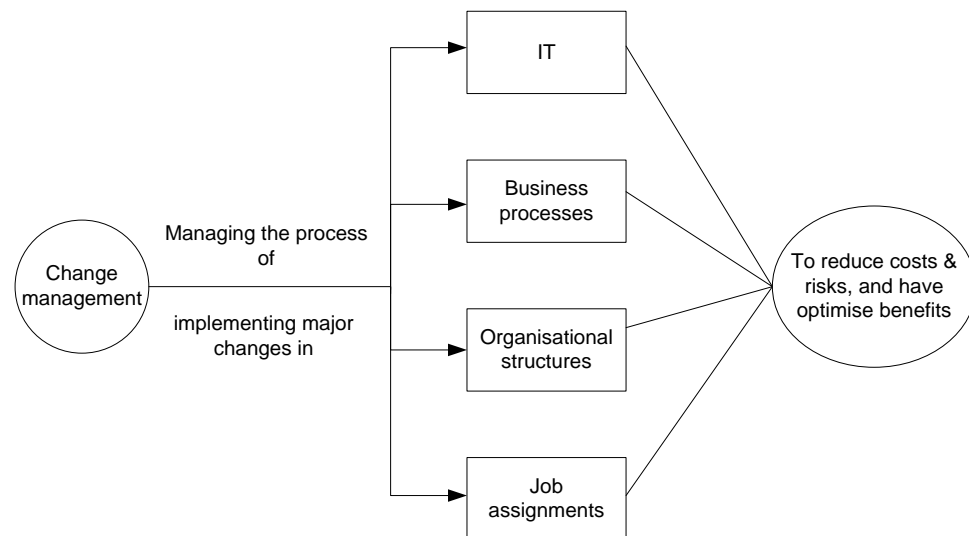 Change
management
Managing the process
of
implementing major
changes in
IT
Business
processes
Organisational
structures
Job
assignments
To reduce costs &
risks, and have
optimise benefits